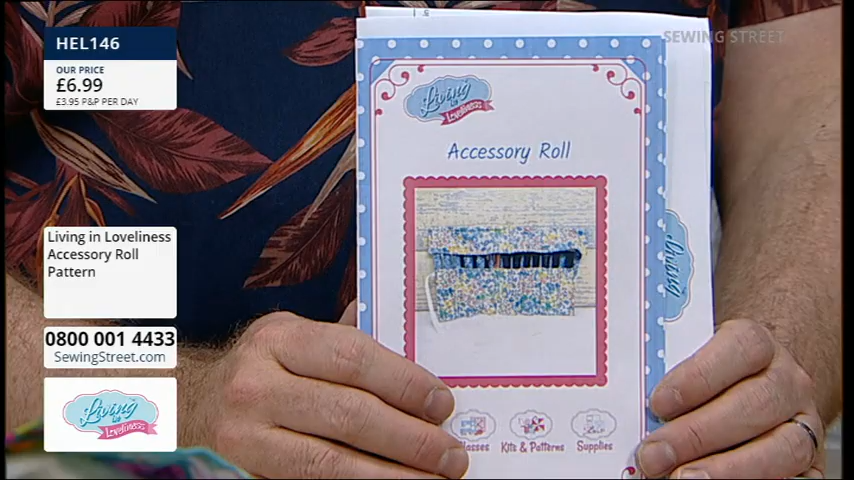 HEL146
OUR PRICE
£6.99
£3.95 P&P PER DAY
Living in Loveliness
Accessory Roll
Pattern
0800 001 4433
SewingStreet.com
Living
in
Loveliness
SEWING STREET
Living
in
Loveliness
Accessory Roll
Kits & Patterns
Supplies
Living